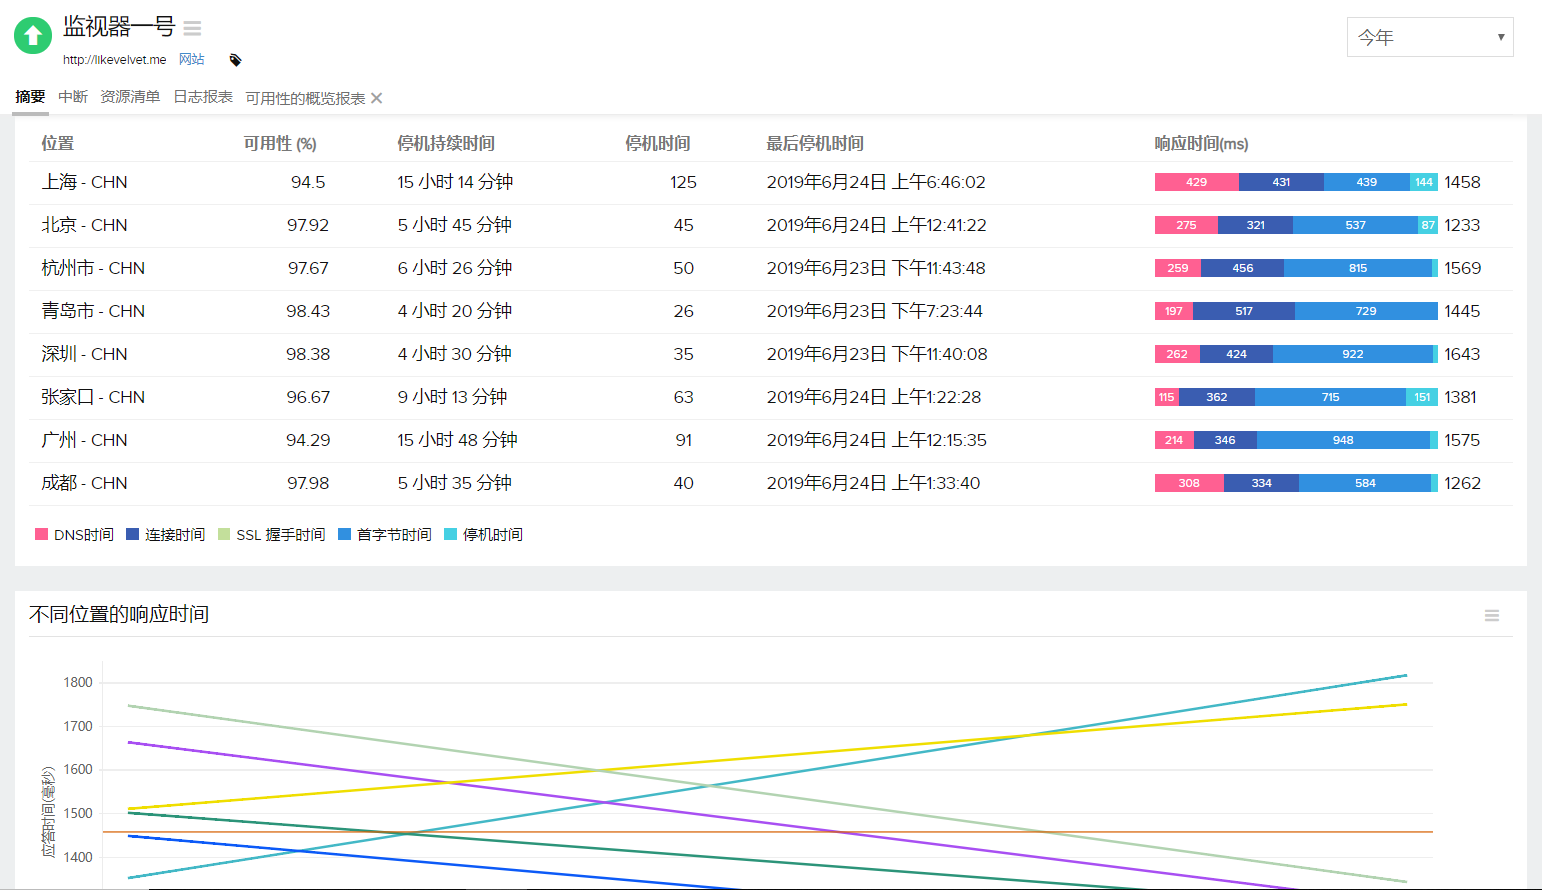 监视器一号
今年
http://likevelvet.me 网站
摘要 中断 资源清单 日志报表 可用性的概览报表
位置 可用性 (%) 停机持续时间 停机时间 最后停机时间 响应时间(ms)
上海 - CHN 94.5 15 小时 14 分钟 125 2019年6月24日 上午6:46:02 429 431 439 144 1458
北京 - CHN 97.92 5 小时 45 分钟 45 2019年6月24日 上午12:41:22 275 321 537 87 1233
杭州市 - CHN 97.67 6 小时 26 分钟 50 2019年6月23日 下午11:43:48 259 456 815 1569
青岛市 - CHN 98.43 4 小时 20 分钟 26 2019年6月23日 下午7:23:44 197 517 729 1445
深圳 - CHN 98.38 4 小时 30 分钟 35 2019年6月23日 下午11:40:08 262 424 922 1643
张家口 - CHN 96.67 9 小时 13 分钟 63 2019年6月24日 上午1:22:28 115 362 715 151 1381
广州 - CHN 94.29 15 小时 48 分钟 91 2019年6月24日 上午12:15:35 214 346 948 1575
成都 - CHN 97.98 5 小时 35 分钟 40 2019年6月24日 上午1:33:40 308 334 584 1262
DNS时间 连接时间 SSL 握手时间 首字节时间 停机时间
不同位置的响应时间
1800
1700
1600
1500
1400
应答时间(毫秒)